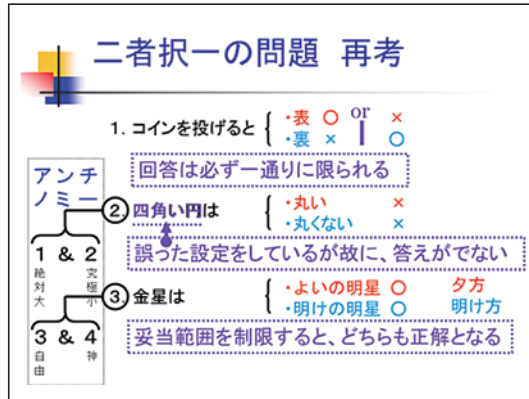 二者択一の問題 再考
1. コインを投げると
・表 ○ or ×
・裏 × ○
回答は必ず一通りに限られる
アンチ
ノミー
②. 四角い円は
・丸い ×
・丸くない ×
誤った設定をしているが故に、答えがでない
1 & 2
絶対大
究極小
③. 金星は
・よいの明星 ○ 夕方
・明けの明星 ○ 明け方
3 & 4
自由
神
妥当範囲を制限すると、どちらも正解となる